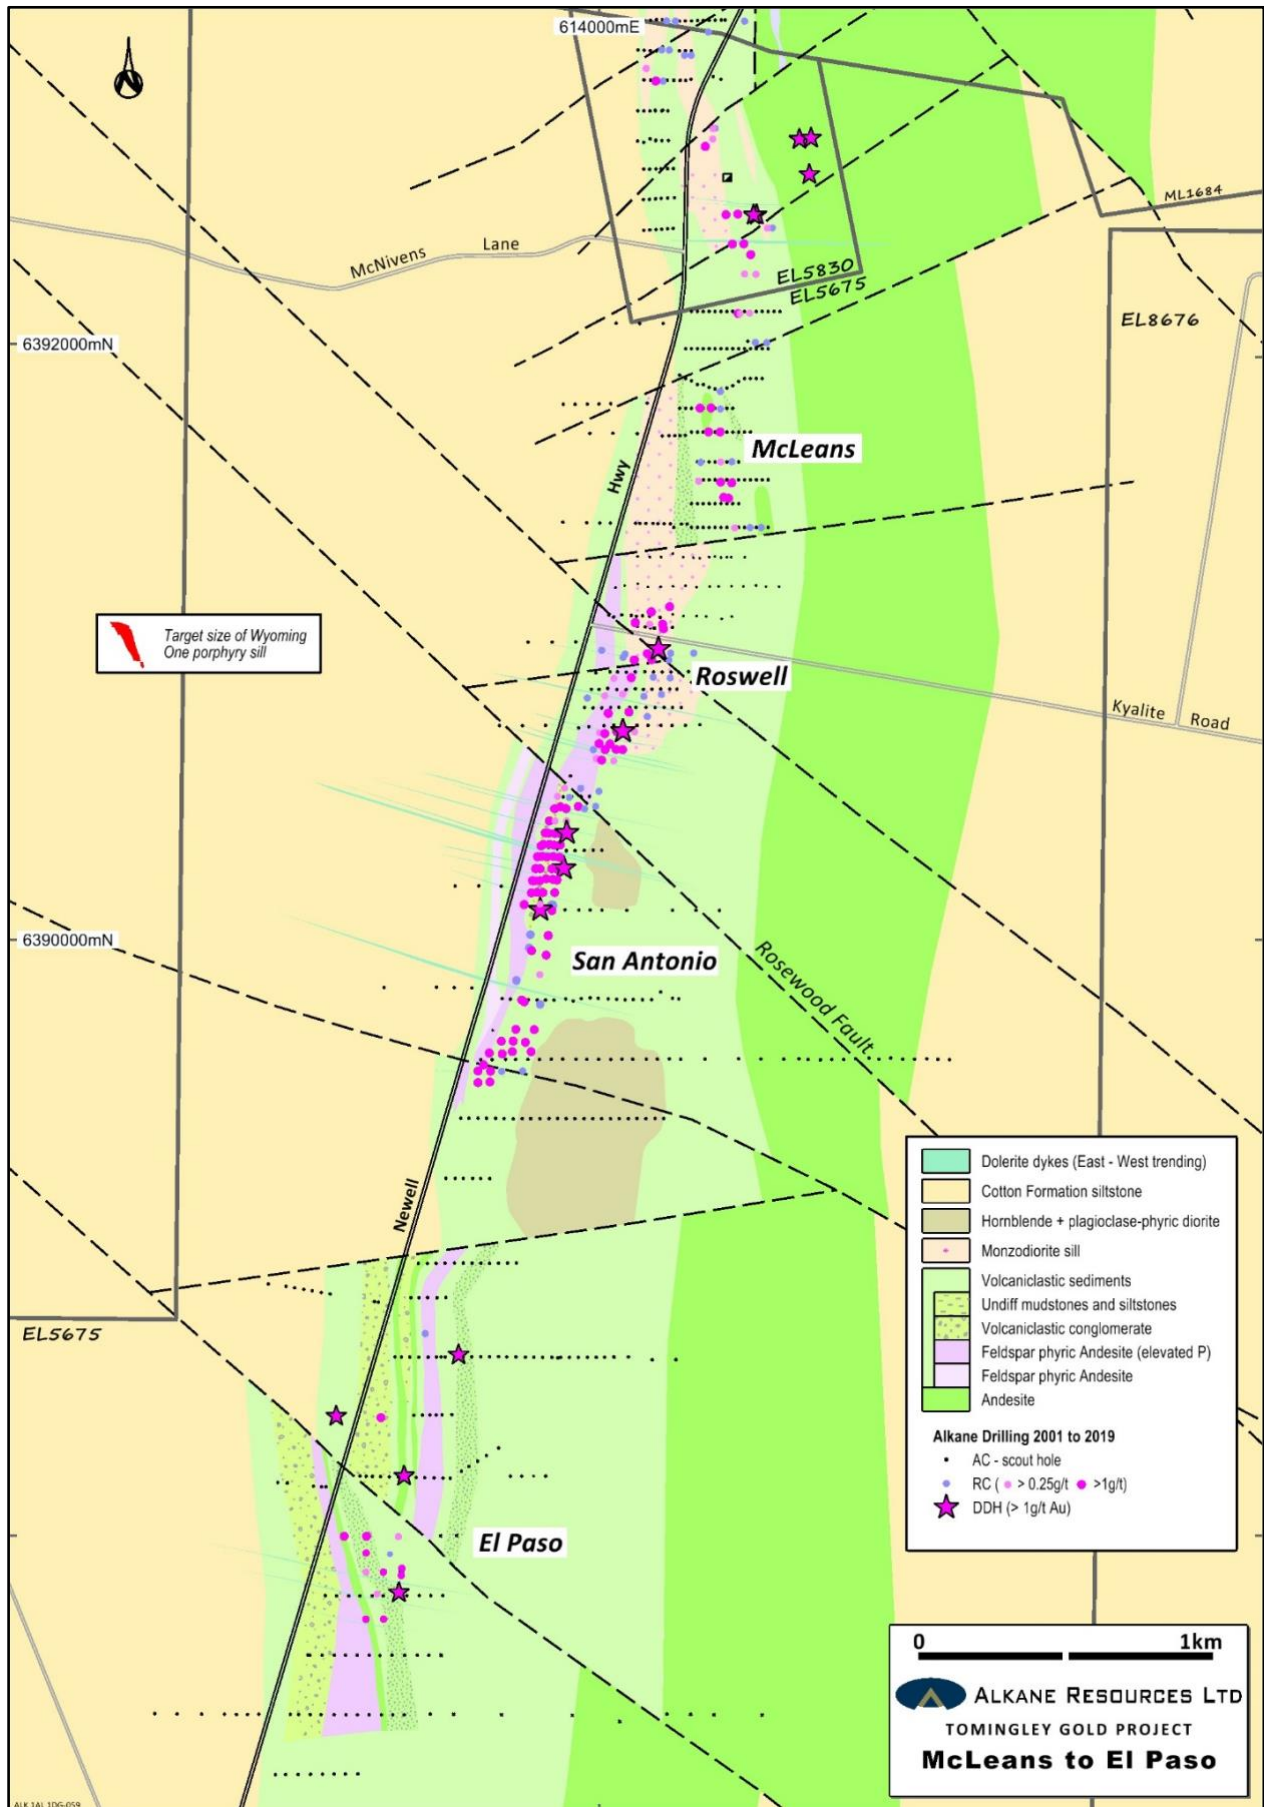 614000mE
ML1684
McNivens Lane
EL5830
EL5675
EL8676
6392000mN
McLeans
Hwy
Target size of Wyoming
One porphyry sill
Roswell
Kyalite Road
6390000mN
San Antonio
Rosewood Fault
Newell
EL5675
El Paso
Dolerite dykes (East - West trending)
Cotton Formation siltstone
Hornblende + plagioclase-phyric diorite
Monzodiorite sill
Volcaniclastic sediments
Undiff mudstones and siltstones
Volcaniclastic conglomerate
Feldspar phyric Andesite (elevated P)
Feldspar phyric Andesite
Andesite
Alkane Drilling 2001 to 2019
AC - scout hole
RC ( > 0.25g/t >1g/t)
DDH (> 1g/t Au)
0 1km
ALKANE RESOURCES LTD
TOMINGLEY GOLD PROJECT
McLeans to El Paso